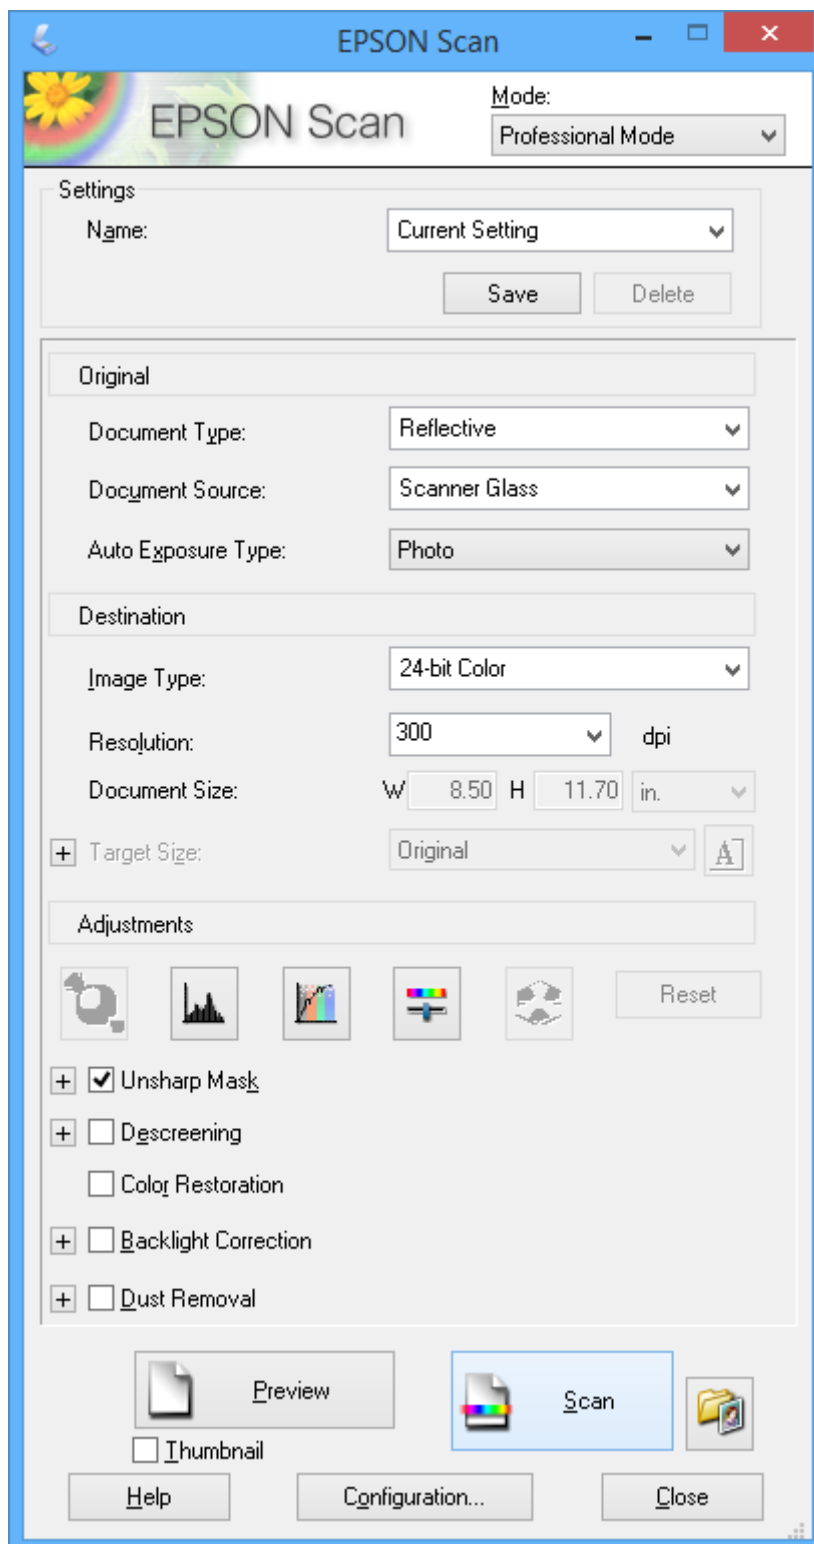 EPSON Scan
EPSON Scan
Mode:
Professional Mode
Settings
Name:
Current Setting
Save
Delete
Original
Document Type:
Reflective
Document Source:
Scanner Glass
Auto Exposure Type:
Photo
Destination
Image Type:
24-bit Color
Resolution:
300
dpi
Document Size:
W 8.50 H 11.70 in.
Target Size:
Original
A
Adjustments
Reset
Unsharp Mask
Descreening
Color Restoration
Backlight Correction
Dust Removal
Preview
Scan
Thumbnail
Help
Configuration...
Close